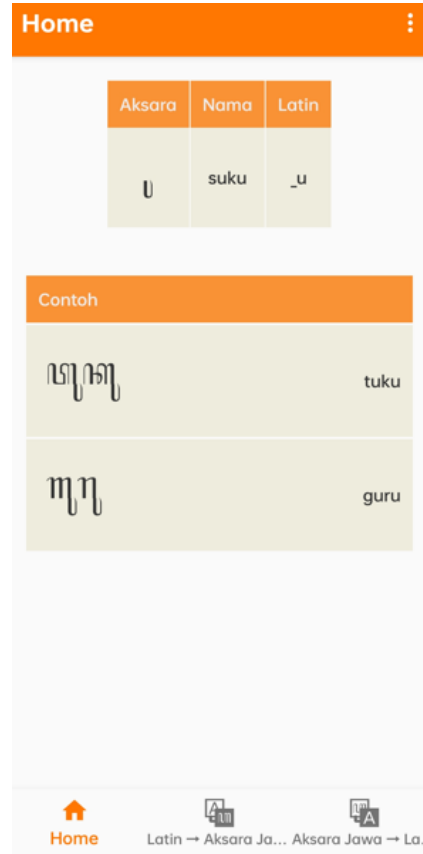 Home
Aksara Nama Latin
ꦸ suku _u
Contoh
ꦠꦸꦏꦸ tuku
ꦒꦸꦫꦸ guru
Home Latin → Aksara Ja... Aksara Jawa → La.